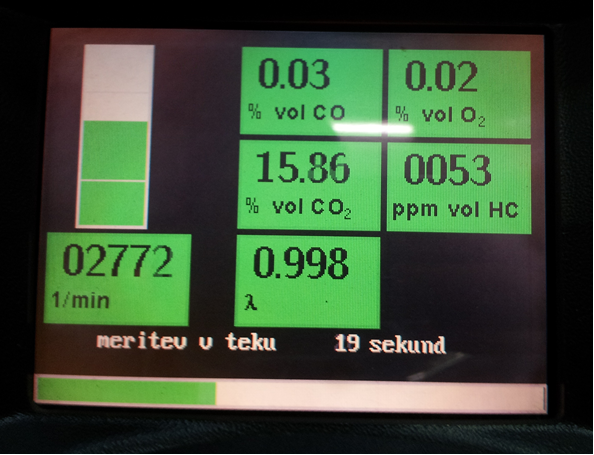 0.03
% vol CO
0.02
% vol O₂
15.86
% vol CO₂
0053
ppm vol HC
02772
1/min
0.998
λ
meritev v teku 19 sekund